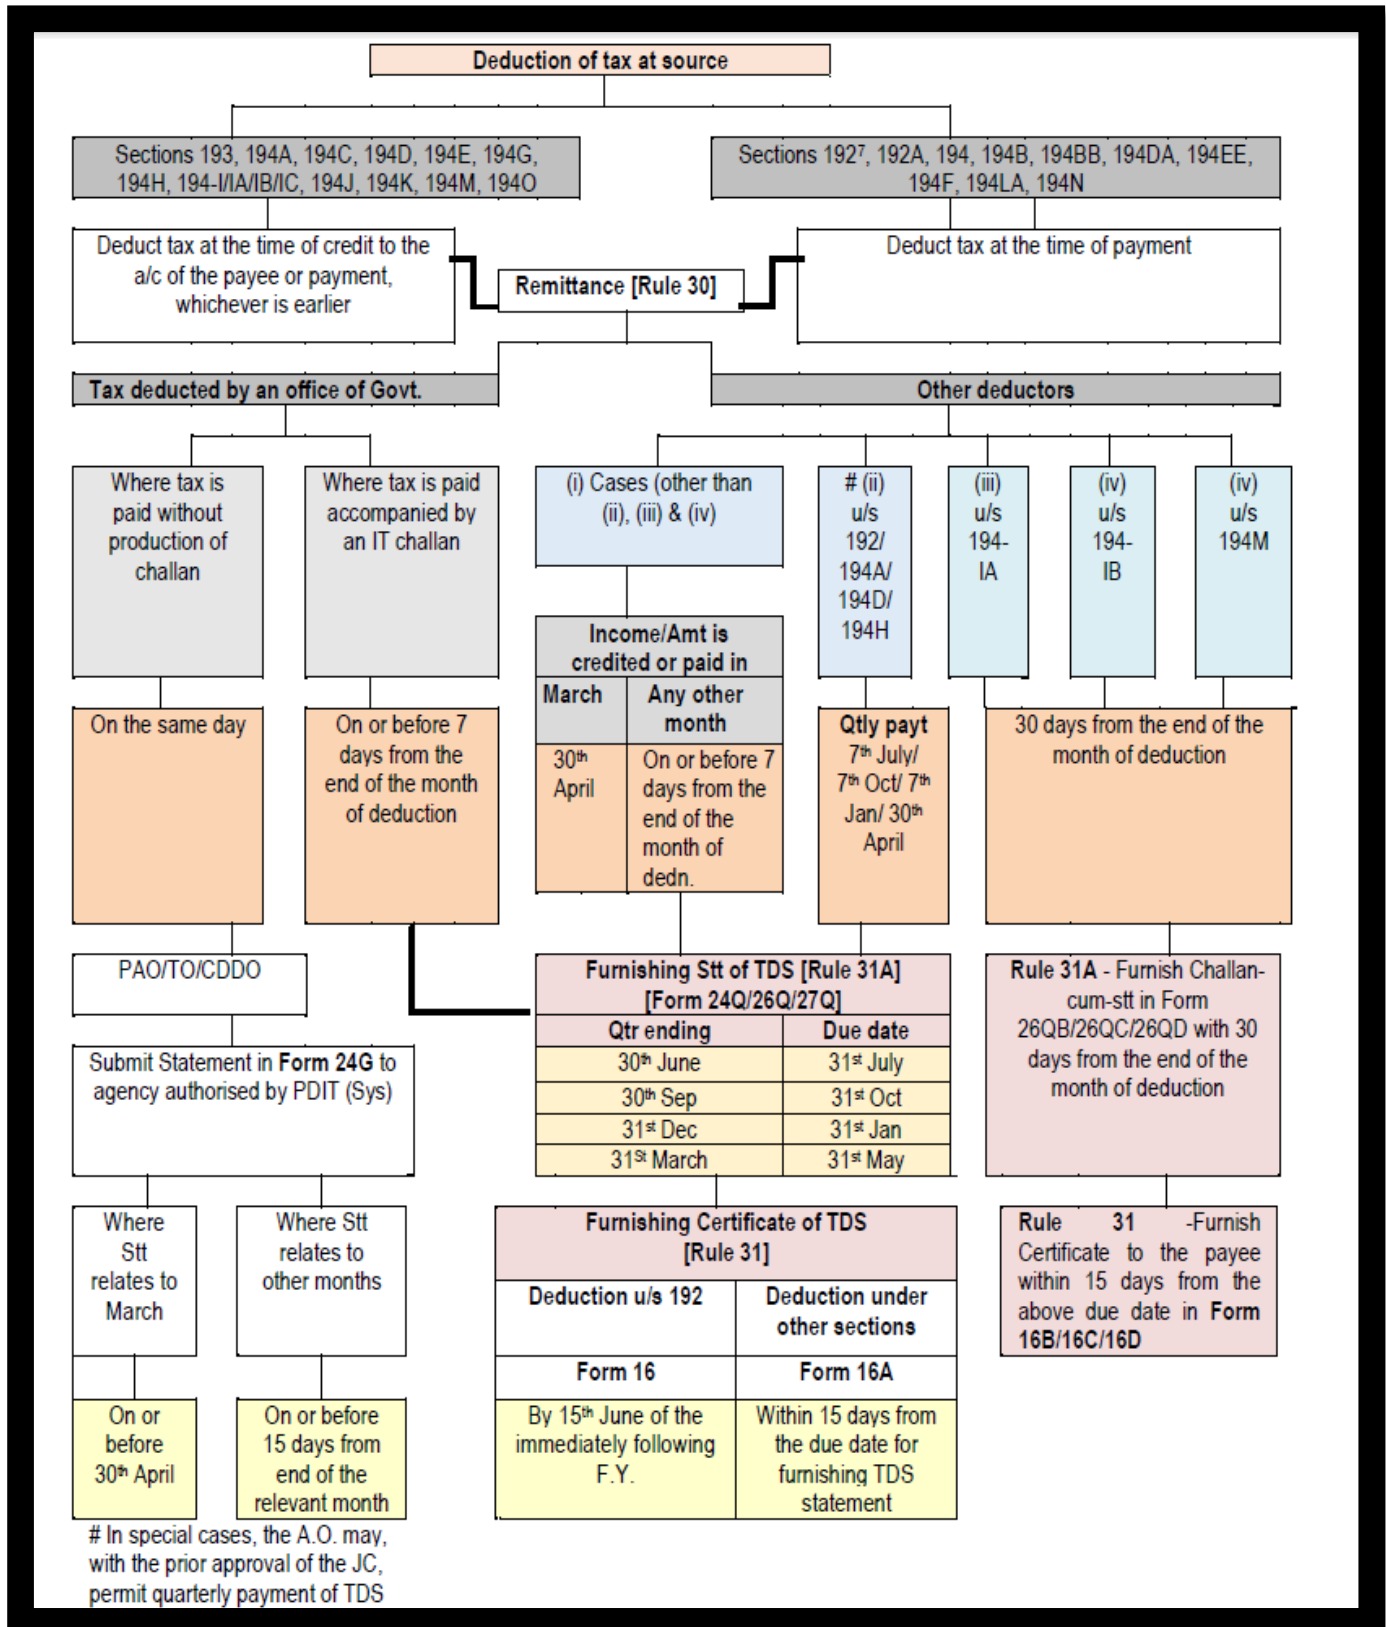 Deduction of tax at source
Sections 193, 194A, 194C, 194D, 194E, 194G,
194H, 194-I/IA/IB/IC, 194J, 194K, 194M, 194O
Sections 192⁷, 192A, 194, 194B, 194BB, 194DA, 194EE,
194F, 194LA, 194N
Deduct tax at the time of credit to the
a/c of the payee or payment,
whichever is earlier
Remittance [Rule 30]
Deduct tax at the time of payment
Tax deducted by an office of Govt.
Other deductors
Where tax is
paid without
production of
challan
Where tax is paid
accompanied by
an IT challan
(i) Cases (other than
(ii), (iii) & (iv)
# (ii)
u/s
192/
194A/
194D/
194H
(iii)
u/s
194-
IA
(iv)
u/s
194-
IB
(iv)
u/s
194M
On the same day
On or before 7
days from the
end of the month
of deduction
Income/Amt is
credited or paid in
March
Any other
month
30th
April
On or before 7
days from the
end of the
month of
dedn.
Qtly payt
7th July/
7th Oct/ 7th
Jan/ 30th
April
30 days from the end of the
month of deduction
PAO/TO/CDDO
Submit Statement in Form 24G to
agency authorised by PDIT (Sys)
Furnishing Stt of TDS [Rule 31A]
[Form 24Q/26Q/27Q]
Qtr ending Due date
30th June 31st July
30th Sep 31st Oct
31st Dec 31st Jan
31St March 31st May
Rule 31A - Furnish Challan-
cum-stt in Form
26QB/26QC/26QD with 30
days from the end of the
month of deduction
Where
Stt
relates to
March
Where Stt
relates to
other months
Furnishing Certificate of TDS
[Rule 31]
Deduction u/s 192
Deduction under
other sections
Form 16 Form 16A
By 15th June of the
immediately following
F.Y.
Within 15 days from
the due date for
furnishing TDS
statement
Rule 31 -Furnish
Certificate to the payee
within 15 days from the
above due date in Form
16B/16C/16D
On or
before
30th April
On or before
15 days from
end of the
relevant month
# In special cases, the A.O. may,
with the prior approval of the JC,
permit quarterly payment of TDS